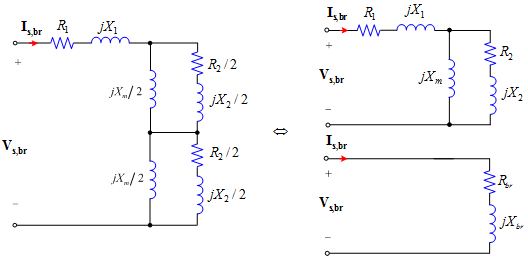 I_s,br R_1 jX_1
+
R_2 / 2
jX_m / 2
jX_2 / 2
V_s,br
R_2 / 2
jX_m / 2
jX_2 / 2
−
⇔
I_s,br R_1 jX_1
+
R_2
V_s,br jX_m
jX_2
−
I_s,br
+
R_br
V_s,br
jX_br
−